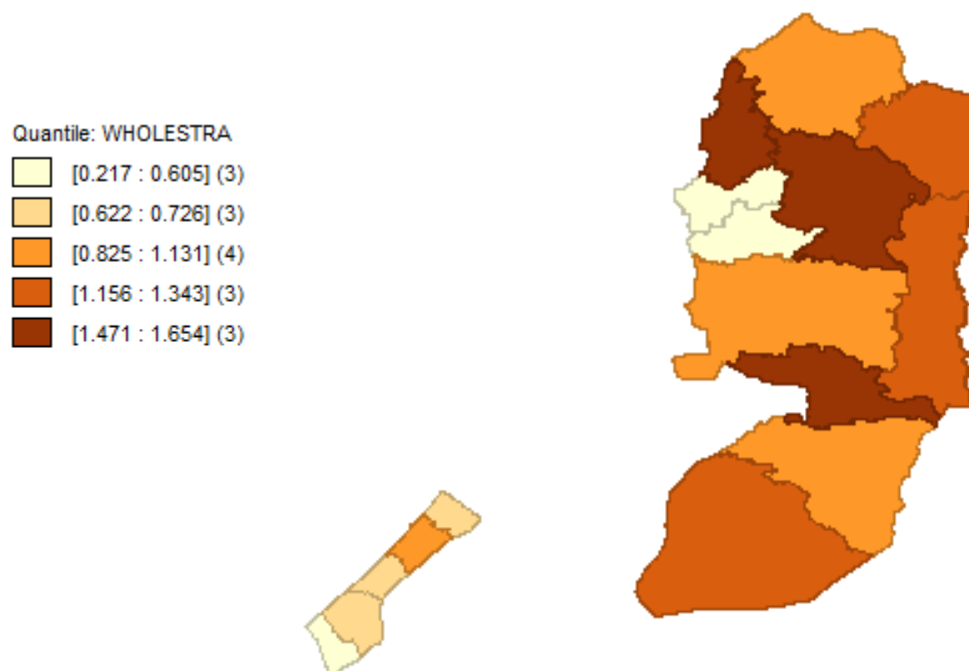 Quantile: WHOLESTRA
[0.217 : 0.605] (3)
[0.622 : 0.726] (3)
[0.825 : 1.131] (4)
[1.156 : 1.343] (3)
[1.471 : 1.654] (3)